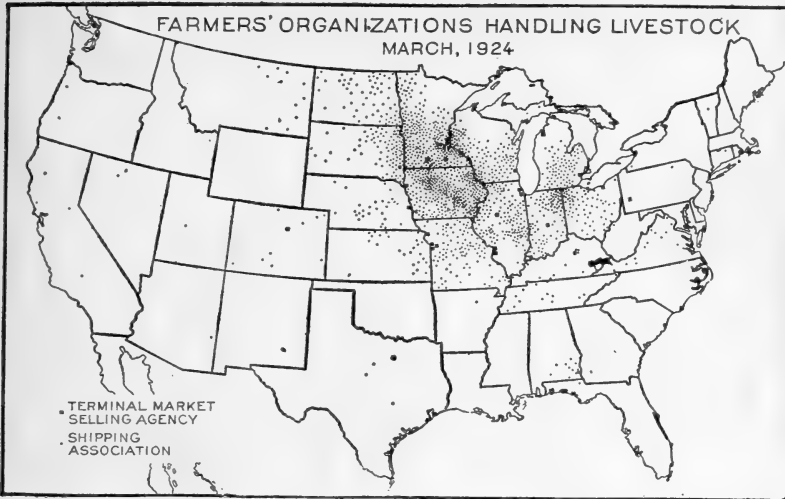 FARMERS' ORGANIZATIONS HANDLING LIVESTOCK
MARCH, 1924
TERMINAL MARKET
SELLING AGENCY
SHIPPING
ASSOCIATION